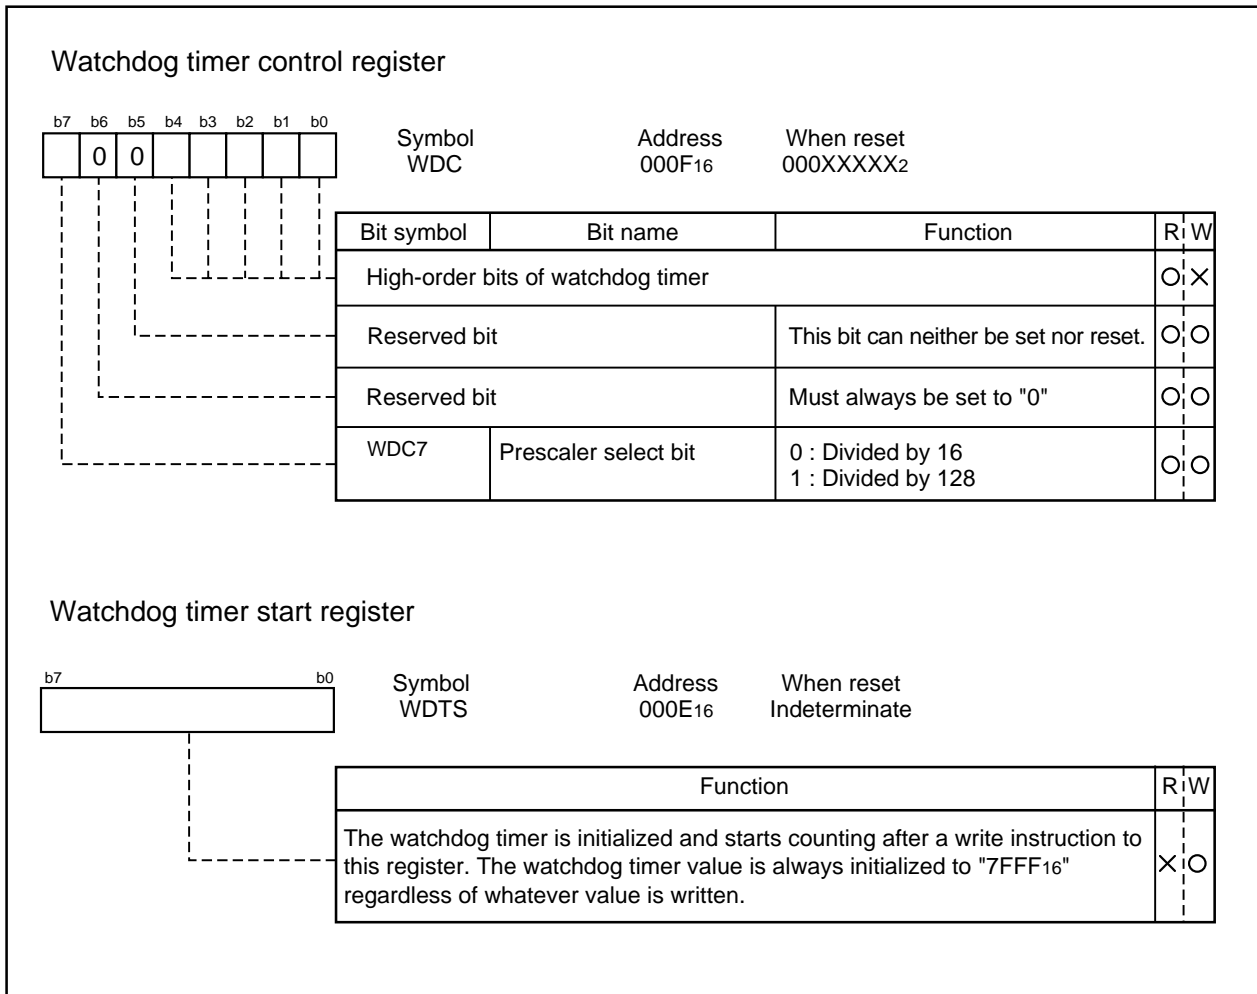 Watchdog timer control register
b7 b6 b5 b4 b3 b2 b1 b0
0 0
Symbol Address When reset
WDC 000F16 000XXXXX2
Bit symbol Bit name Function R W
High-order bits of watchdog timer
Reserved bit This bit can neither be set nor reset.
Reserved bit Must always be set to "0"
WDC7 Prescaler select bit 0 : Divided by 16
1 : Divided by 128
Watchdog timer start register
b7 b0
Symbol Address When reset
WDTS 000E16 Indeterminate
Function R W
The watchdog timer is initialized and starts counting after a write instruction to
this register. The watchdog timer value is always initialized to "7FFF16"
regardless of whatever value is written.